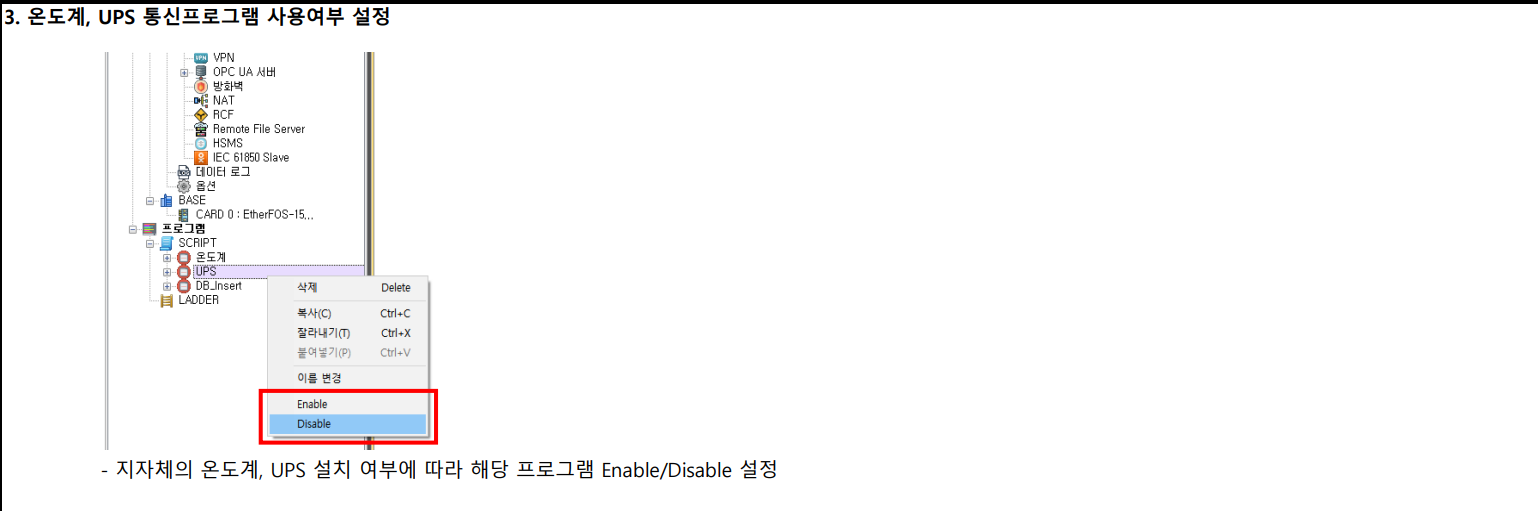 3. 온도계, UPS 통신프로그램 사용여부 설정
VPN
OPC UA 서버
방화벽
NAT
RCF
Remote File Server
HSMS
IEC 61850 Slave
데이터 로그
옵션
BASE
CARD 0 : EtherFOS-15...
프로그램
SCRIPT
온도계
UPS
DB_Insert
LADDER
삭제 Delete
복사(C) Ctrl+C
잘라내기(T) Ctrl+X
붙여넣기(P) Ctrl+V
이름 변경
Enable
Disable
- 지자체의 온도계, UPS 설치 여부에 따라 해당 프로그램 Enable/Disable 설정